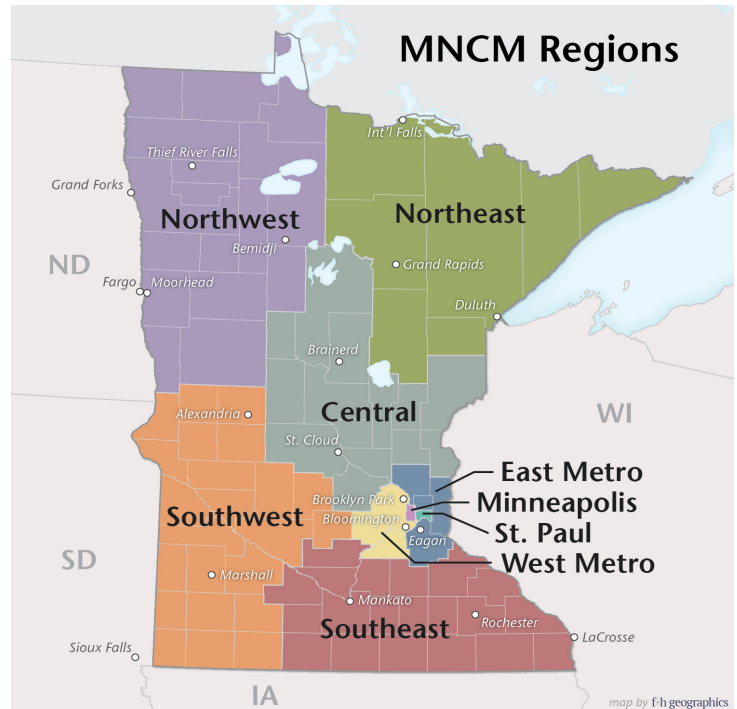 MNCM Regions
Int'l Falls
Thief River Falls
Grand Forks
Northwest
Northeast
Bemidji
ND
Grand Rapids
Fargo
Moorhead
Duluth
Brainerd
Alexandria
Central
WI
St. Cloud
East Metro
Brooklyn Park
Minneapolis
Southwest
Bloomington
St. Paul
Eagan
West Metro
SD
Marshall
Mankato
Southeast
Rochester
LaCrosse
Sioux Falls
IA
map by f+h geographics